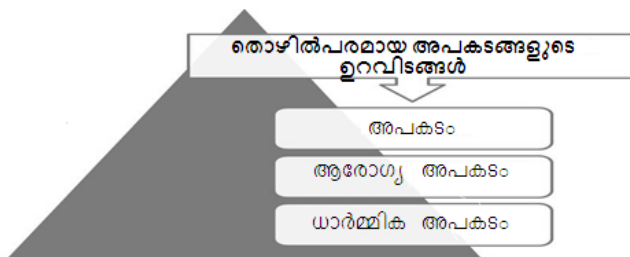 തൊഴിൽപരമായ അപകടങ്ങളുടെ
ഉറവിടങ്ങൾ
അപകടം
ആരോഗ്യ അപകടം
ധാർമ്മിക അപകടം